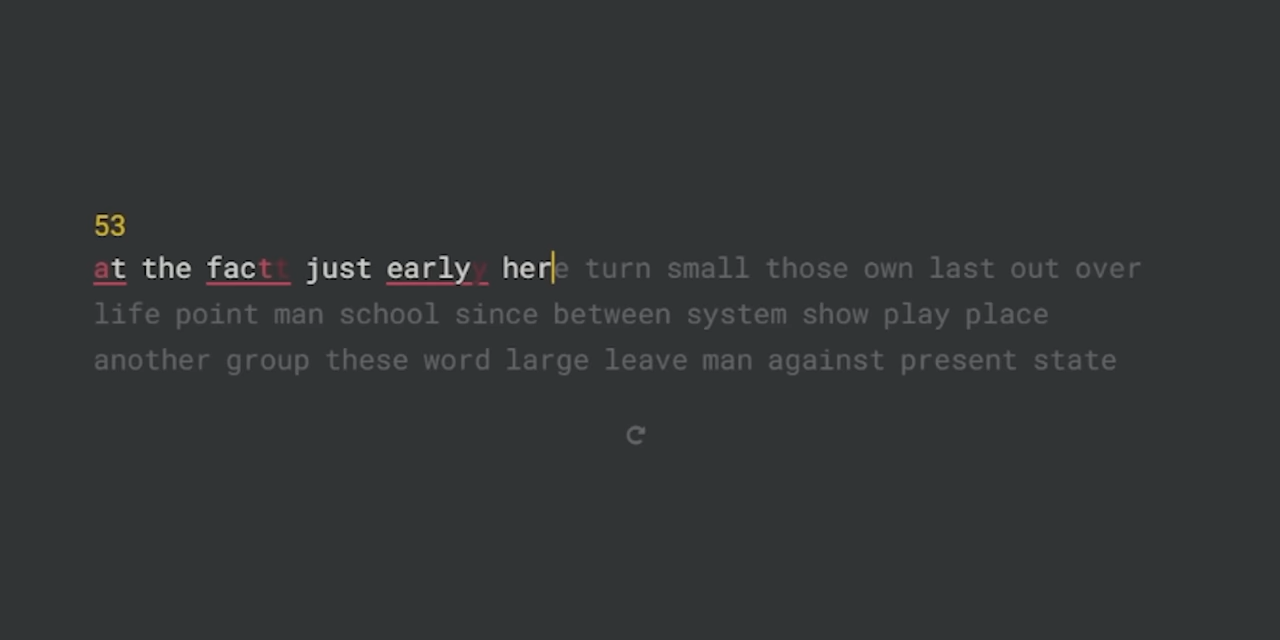 53
at the factt just earlyy here turn small those own last out over
life point man school since between system show play place
another group these word large leave man against present state